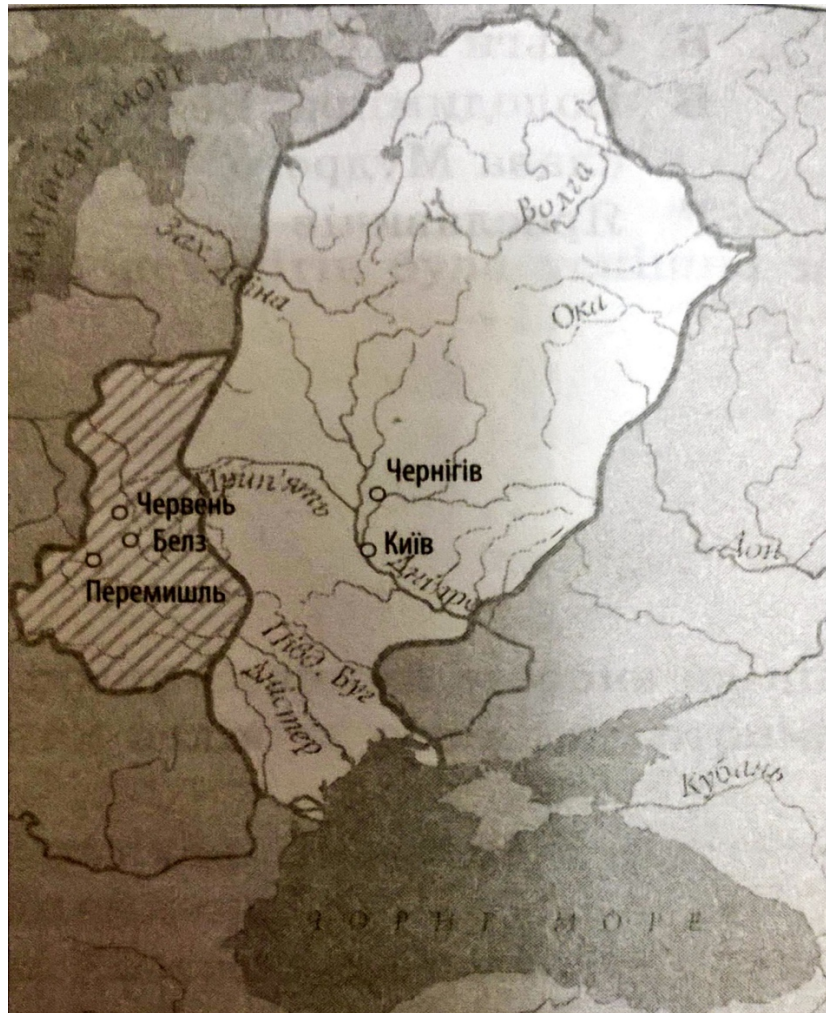 БАЛТІЙСЬКЕ МОРЕ
Волга
Зах. Двіна
Ока
Чернігів
Прип'ять
Червень
Белз
Київ
Дон
Перемишль
Дніпро
Півд. Буг
Дністер
Кубань
ЧОРНЕ МОРЕ